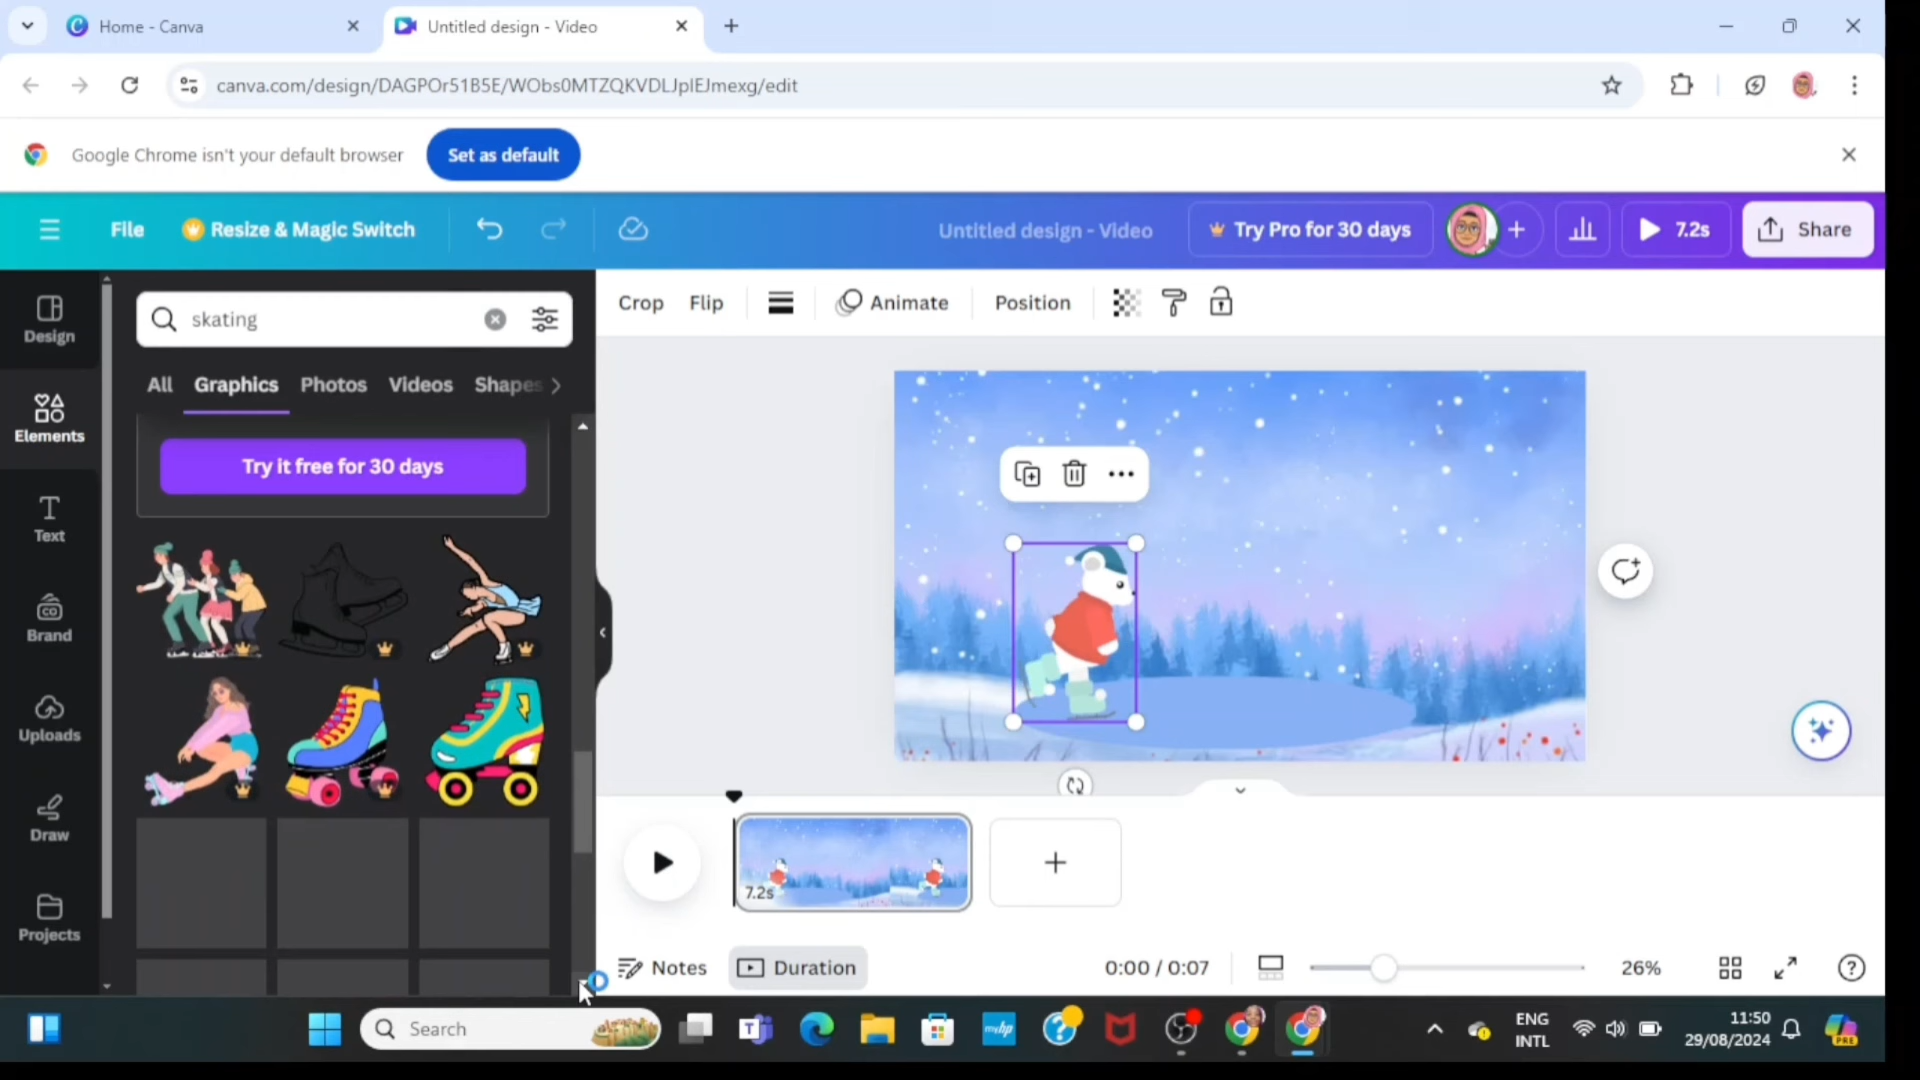 Home - Canva
Untitled design - Video
canva.com/design/DAGPOr51B5E/WObs0MTZQKVDLJplEJmexg/edit
Google Chrome isn't your default browser
Set as default
File
Resize & Magic Switch
Untitled design - Video
Try Pro for 30 days
7.2s
Share
Design
Elements
Text
Brand
Uploads
Draw
Projects
skating
All
Graphics
Photos
Videos
Shapes
Try it free for 30 days
Crop
Flip
Animate
Position
7.2s
Notes
Duration
0:00 / 0:07
26%
Search
ENG
INTL
11:50
29/08/2024
PRE